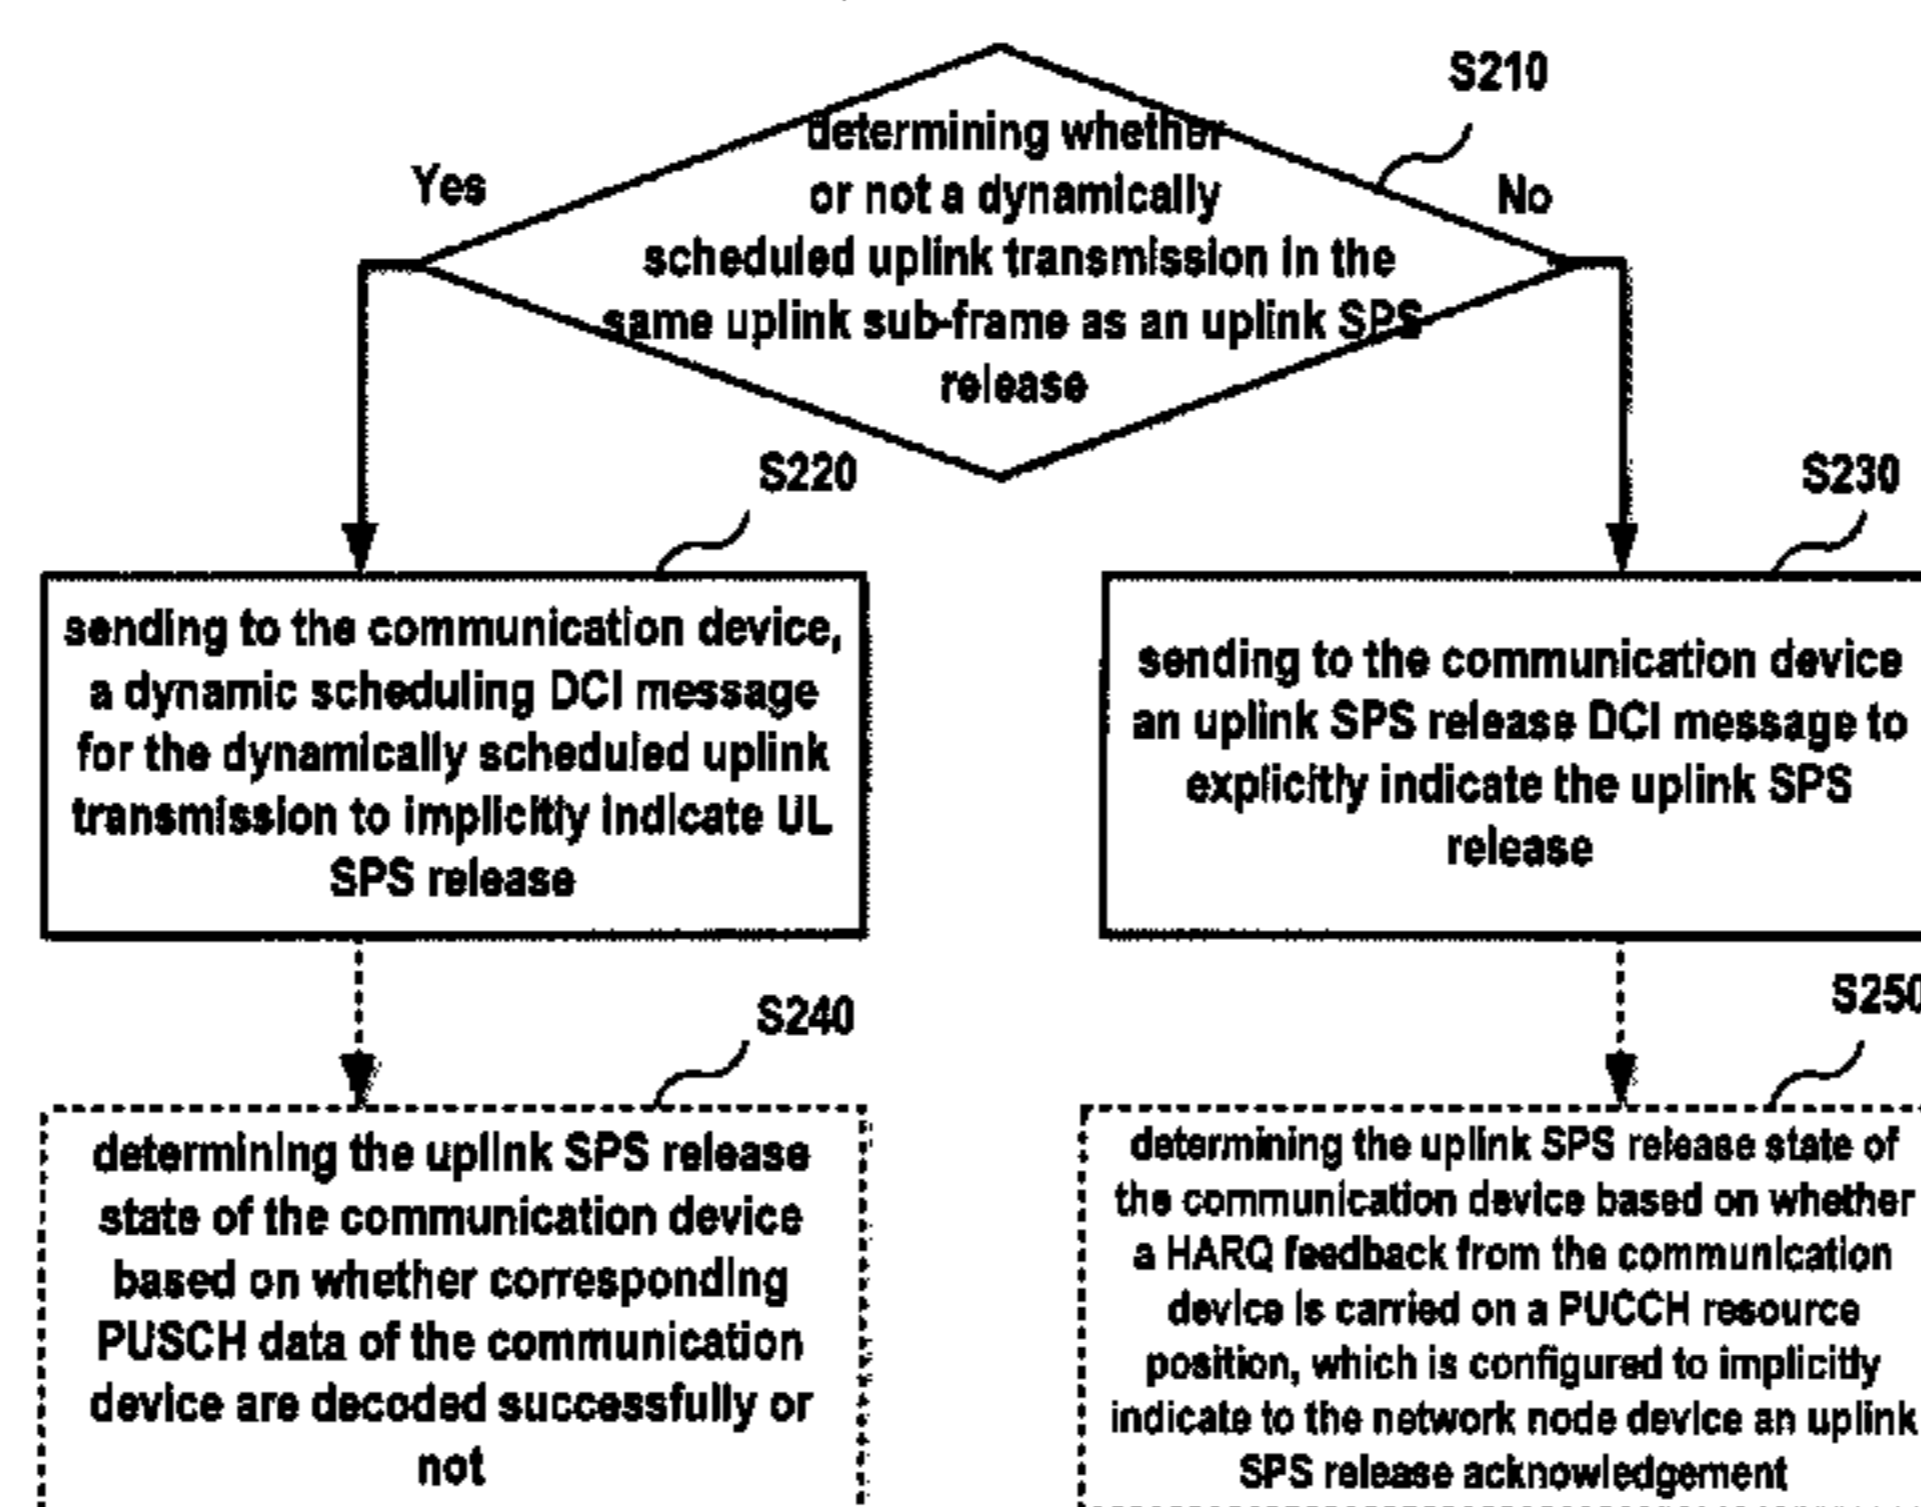 S210
determining whether
or not a dynamically
scheduled uplink transmission in the
same uplink sub-frame as an uplink SPS
release
Yes
No
S220
sending to the communication device,
a dynamic scheduling DCI message
for the dynamically scheduled uplink
transmission to implicitly indicate UL
SPS release
S230
sending to the communication device
an uplink SPS release DCI message to
explicitly indicate the uplink SPS
release
S240
determining the uplink SPS release
state of the communication device
based on whether corresponding
PUSCH data of the communication
device are decoded successfully or
not
S250
determining the uplink SPS release state of
the communication device based on whether
a HARQ feedback from the communication
device is carried on a PUCCH resource
position, which is configured to implicitly
indicate to the network node device an uplink
SPS release acknowledgement